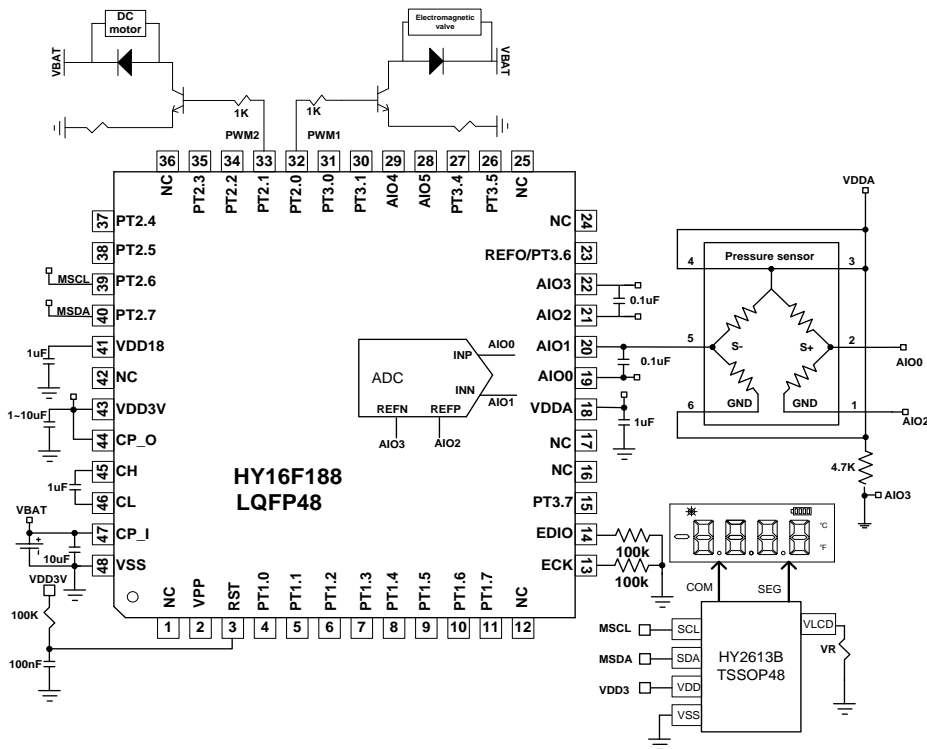 DC
motor
VBAT
1K
PWM2
Electromagnetic
valve
VBAT
1K
PWM1
36 35 34 33 32 31 30 29 28 27 26 25
NC PT2.3 PT2.2 PT2.1 PT2.0 PT3.0 PT3.1 AIO4 AIO5 PT3.4 PT3.5 NC
37 PT2.4
38 PT2.5
MSCL 39 PT2.6
MSDA 40 PT2.7
1uF 41 VDD18
42 NC
1~10uF 43 VDD3V
44 CP_O
45 CH
1uF
46 CL
VBAT
47 CP_I
+
-
10uF
48 VSS
VDD3V
100K
100nF
NC 24
REFO/PT3.6 23
AIO3 22
0.1uF
AIO2 21
AIO1 20
0.1uF
AIO0 19
VDDA 18
1uF
NC 17
NC 16
PT3.7 15
EDIO 14
100k
ECK 13
100k
ADC
INP AIO0
INN AIO1
REFN REFP
AIO3 AIO2
HY16F188
LQFP48
NC VPP RST PT1.0 PT1.1 PT1.2 PT1.3 PT1.4 PT1.5 PT1.6 PT1.7 NC
1 2 3 4 5 6 7 8 9 10 11 12
VDDA
4 Pressure sensor 3
5 S- S+ 2
AIO0
6 GND GND 1
AIO2
4.7K
AIO3
8.8.8.8
°C
°F
COM SEG
MSCL SCL
MSDA SDA
VDD3 VDD
VSS
VLCD
VR
HY2613B
TSSOP48